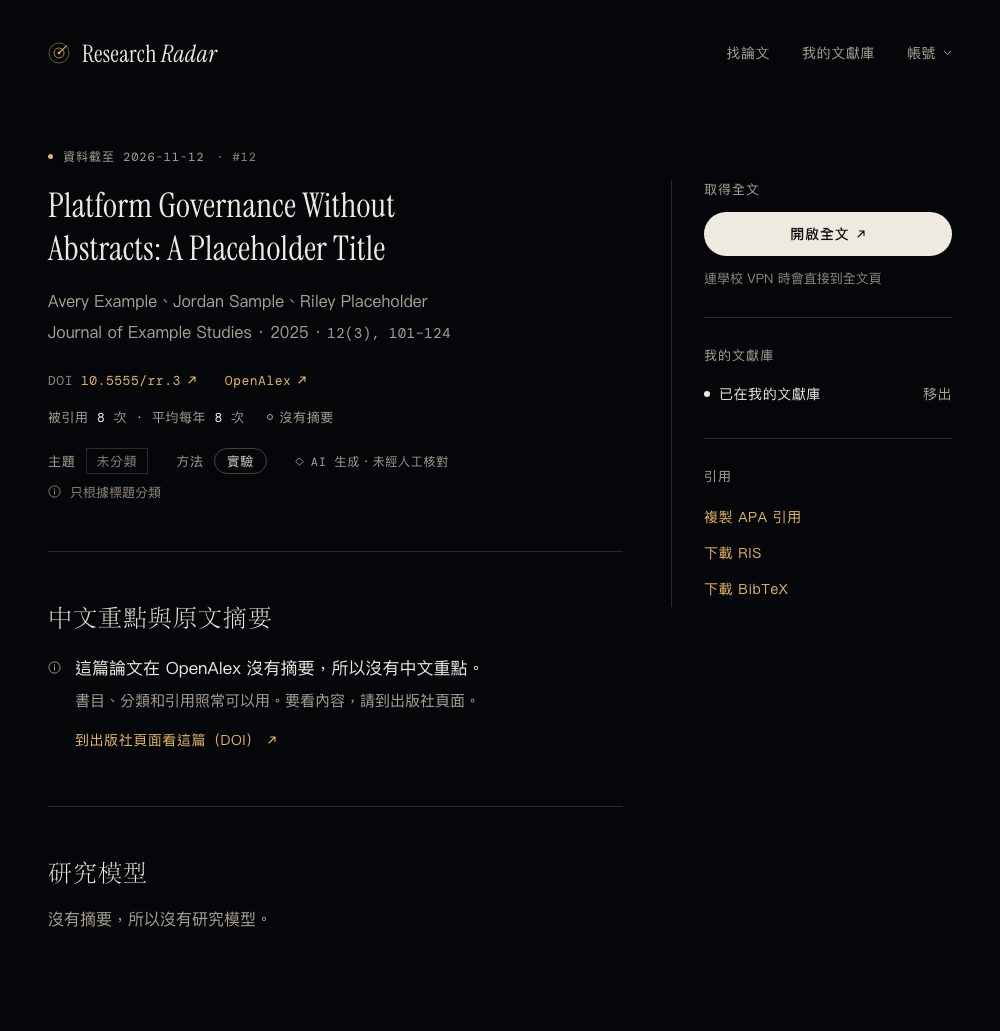 Research Radar
找論文 我的文獻庫 帳號
資料截至 2026-11-12 · #12
Platform Governance Without
Abstracts: A Placeholder Title
Avery Example、Jordan Sample、Riley Placeholder
Journal of Example Studies · 2025 · 12(3), 101–124
DOI 10.5555/rr.3 ↗ OpenAlex ↗
被引用 8 次 · 平均每年 8 次 沒有摘要
主題 未分類 方法 實驗 ◇ AI 生成·未經人工核對
ⓘ 只根據標題分類
中文重點與原文摘要
ⓘ 這篇論文在 OpenAlex 沒有摘要，所以沒有中文重點。
書目、分類和引用照常可以用。要看內容，請到出版社頁面。
到出版社頁面看這篇（DOI） ↗
研究模型
沒有摘要，所以沒有研究模型。
取得全文
開啟全文 ↗
連學校 VPN 時會直接到全文頁
我的文獻庫
已在我的文獻庫 移出
引用
複製 APA 引用
下載 RIS
下載 BibTeX